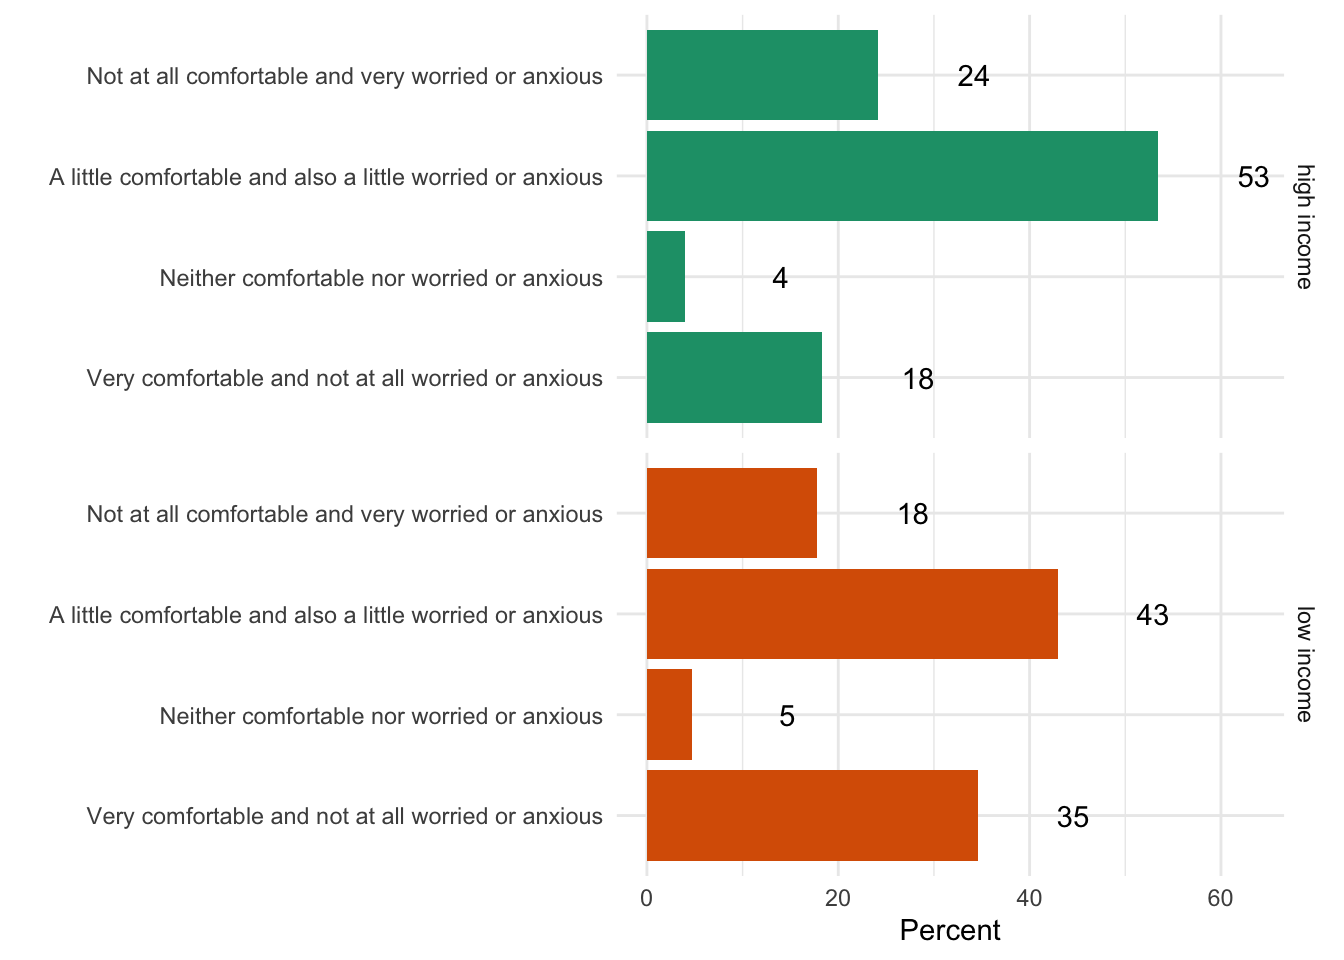 Not at all comfortable and very worried or anxious
24
A little comfortable and also a little worried or anxious
53
Neither comfortable nor worried or anxious
4
Very comfortable and not at all worried or anxious
18
high income
Not at all comfortable and very worried or anxious
18
A little comfortable and also a little worried or anxious
43
Neither comfortable nor worried or anxious
5
Very comfortable and not at all worried or anxious
35
low income
0 20 40 60
Percent